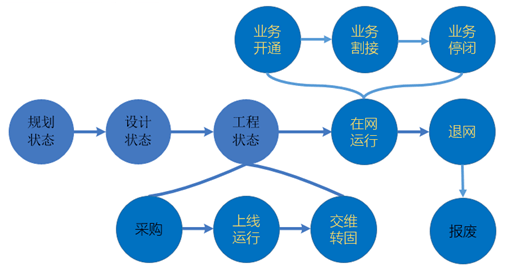 业务
开通
业务
割接
业务
停闭
规划
状态
设计
状态
工程
状态
在网
运行
退网
采购
上线
运行
交维
转固
报废